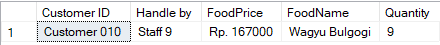 Customer ID Handle by FoodPrice FoodName Quantity
1 Customer 010 Staff 9 Rp. 167000 Wagyu Bulgogi 9